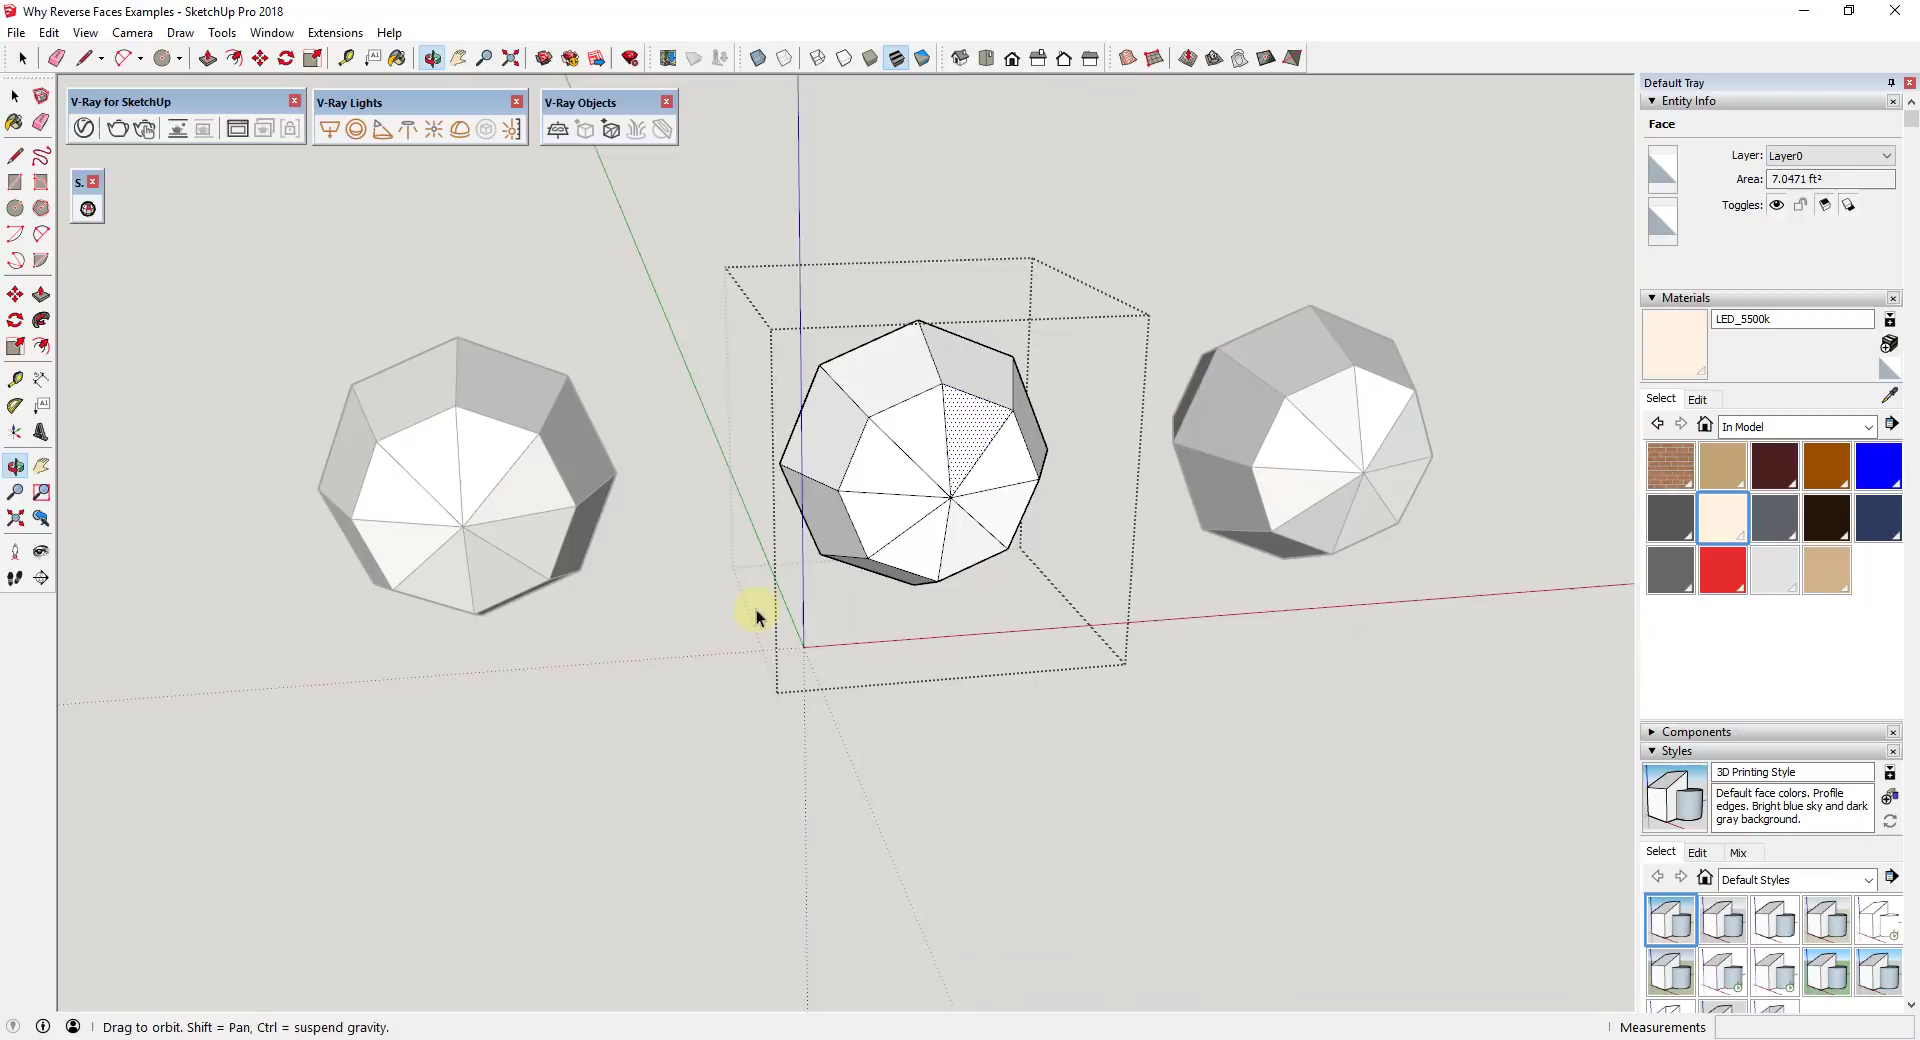 Why Reverse Faces Examples - SketchUp Pro 2018
File Edit View Camera Draw Tools Window Extensions Help
Default Tray
V-Ray for SketchUp
V-Ray Lights
V-Ray Objects
S.
Entity Info
Face
Layer: Layer0
Area: 7.0471 ft²
Toggles:
Materials
LED_5500k
Select Edit
In Model
Components
Styles
3D Printing Style
Default face colors. Profile
edges. Bright blue sky and dark
gray background.
Select Edit Mix
Default Styles
Drag to orbit. Shift = Pan, Ctrl = suspend gravity.
Measurements